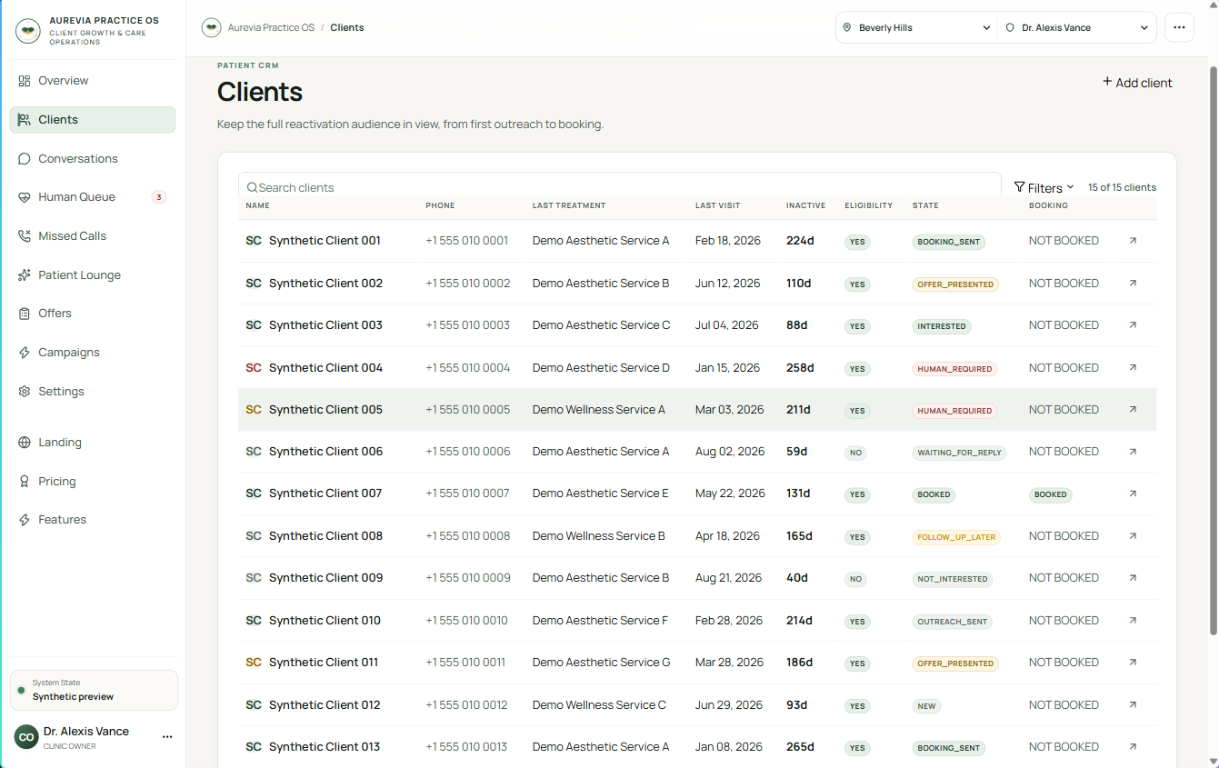 AUREVIA PRACTICE OS
CLIENT GROWTH & CARE
OPERATIONS
Overview
Clients
Conversations
Human Queue 3
Missed Calls
Patient Lounge
Offers
Campaigns
Settings
Landing
Pricing
Features
System State
Synthetic preview
CO Dr. Alexis Vance
CLINIC OWNER
Aurevia Practice OS / Clients
Beverly Hills
Dr. Alexis Vance
PATIENT CRM
Clients
+ Add client
Keep the full reactivation audience in view, from first outreach to booking.
Search clients
Filters
15 of 15 clients
NAME PHONE LAST TREATMENT LAST VISIT INACTIVE ELIGIBILITY STATE BOOKING
SC Synthetic Client 001 +1 555 010 0001 Demo Aesthetic Service A Feb 18, 2026 224d YES BOOKING_SENT NOT BOOKED
SC Synthetic Client 002 +1 555 010 0002 Demo Aesthetic Service B Jun 12, 2026 110d YES OFFER_PRESENTED NOT BOOKED
SC Synthetic Client 003 +1 555 010 0003 Demo Aesthetic Service C Jul 04, 2026 88d YES INTERESTED NOT BOOKED
SC Synthetic Client 004 +1 555 010 0004 Demo Aesthetic Service D Jan 15, 2026 258d YES HUMAN_REQUIRED NOT BOOKED
SC Synthetic Client 005 +1 555 010 0005 Demo Wellness Service A Mar 03, 2026 211d YES HUMAN_REQUIRED NOT BOOKED
SC Synthetic Client 006 +1 555 010 0006 Demo Aesthetic Service A Aug 02, 2026 59d NO WAITING_FOR_REPLY NOT BOOKED
SC Synthetic Client 007 +1 555 010 0007 Demo Aesthetic Service E May 22, 2026 131d YES BOOKED BOOKED
SC Synthetic Client 008 +1 555 010 0008 Demo Wellness Service B Apr 18, 2026 165d YES FOLLOW_UP_LATER NOT BOOKED
SC Synthetic Client 009 +1 555 010 0009 Demo Aesthetic Service B Aug 21, 2026 40d NO NOT_INTERESTED NOT BOOKED
SC Synthetic Client 010 +1 555 010 0010 Demo Aesthetic Service F Feb 28, 2026 214d YES OUTREACH_SENT NOT BOOKED
SC Synthetic Client 011 +1 555 010 0011 Demo Aesthetic Service G Mar 28, 2026 186d YES OFFER_PRESENTED NOT BOOKED
SC Synthetic Client 012 +1 555 010 0012 Demo Wellness Service C Jun 29, 2026 93d YES NEW NOT BOOKED
SC Synthetic Client 013 +1 555 010 0013 Demo Aesthetic Service A Jan 08, 2026 265d YES BOOKING_SENT NOT BOOKED